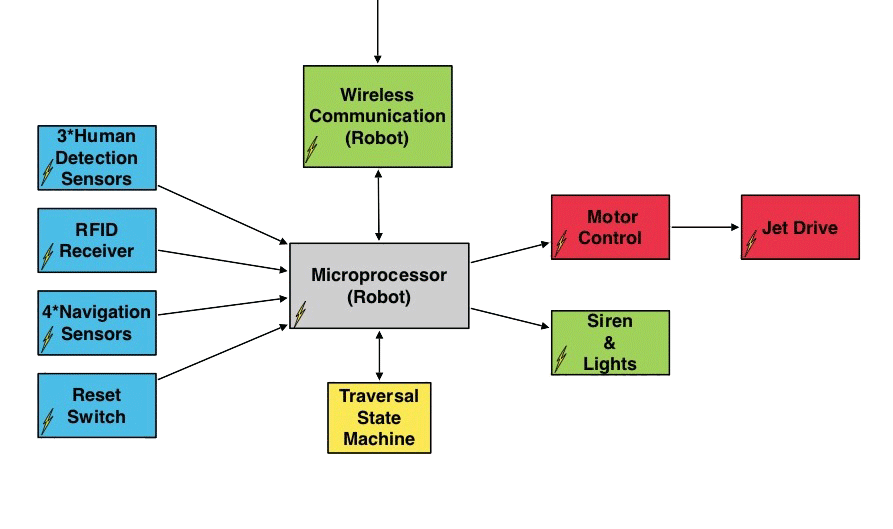 Wireless
Communication
(Robot)
3*Human
Detection
Sensors
RFID
Receiver
4*Navigation
Sensors
Reset
Switch
Microprocessor
(Robot)
Traversal
State
Machine
Motor
Control
Jet Drive
Siren
&
Lights